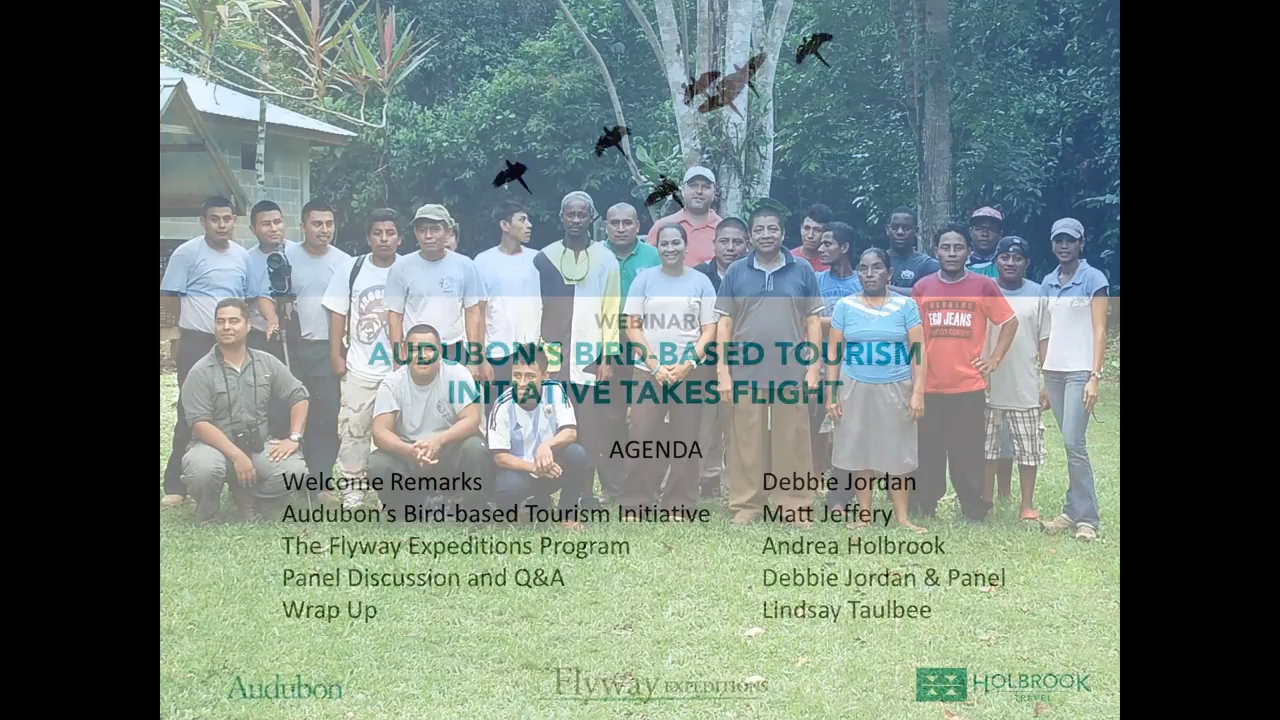 WEBINAR
AUDUBON'S BIRD-BASED TOURISM
INITIATIVE TAKES FLIGHT
AGENDA
Welcome Remarks Debbie Jordan
Audubon's Bird-based Tourism Initiative Matt Jeffery
The Flyway Expeditions Program Andrea Holbrook
Panel Discussion and Q&A Debbie Jordan & Panel
Wrap Up Lindsay Taulbee
EGO JEANS
Audubon
Flyway EXPEDITIONS
HOLBROOK
TRAVEL